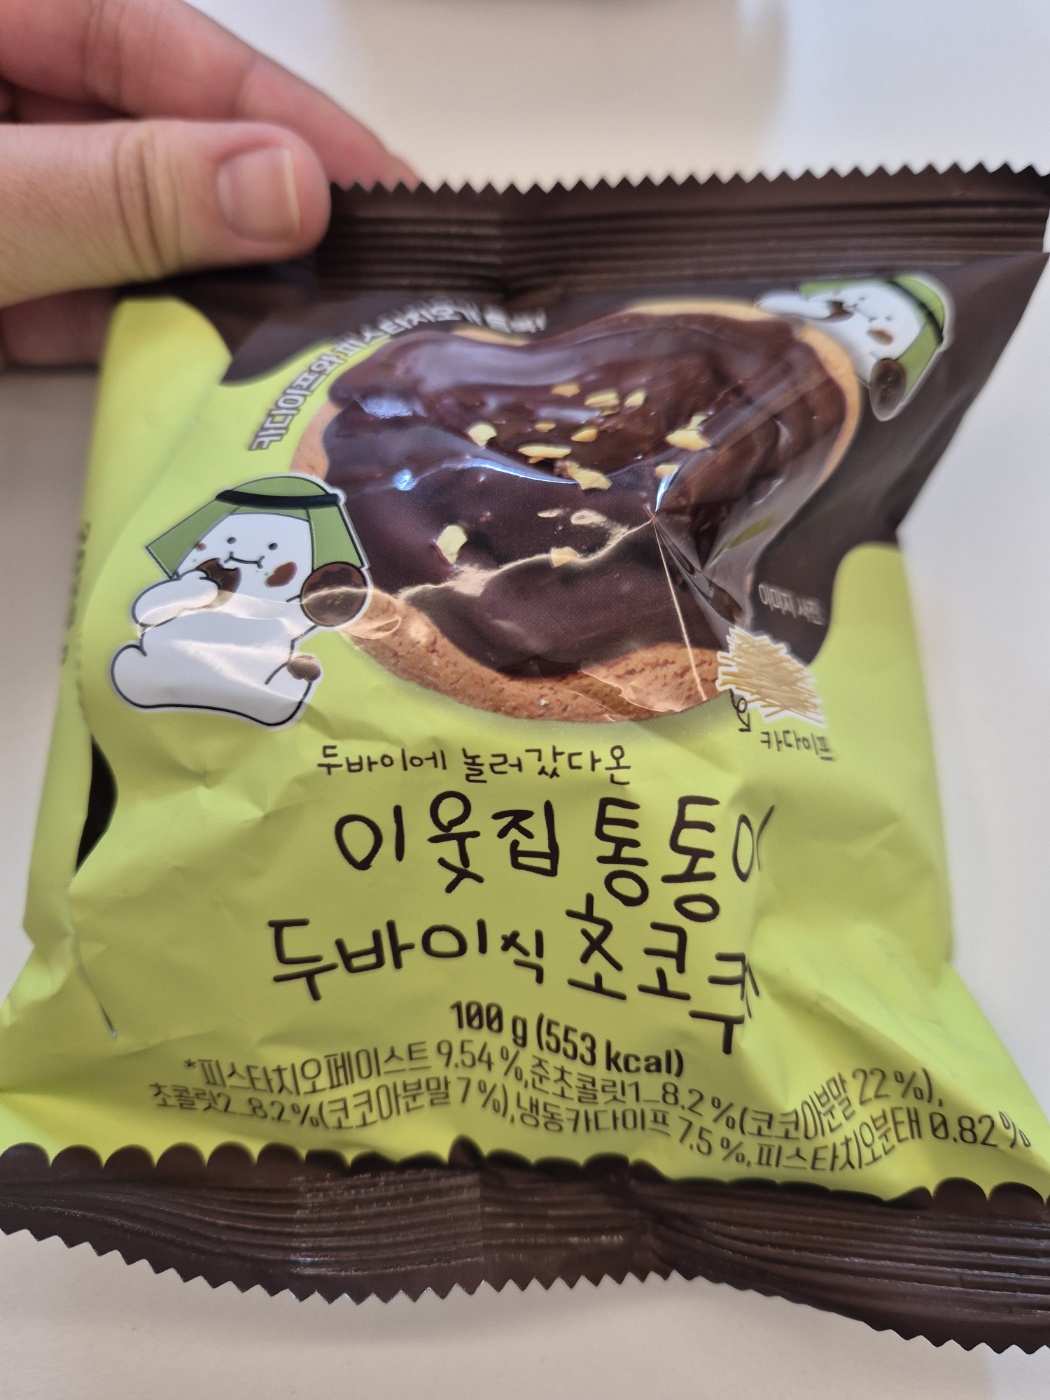 카다이프와 피스타치오가
이미지 사진
카다이프
두바이에 놀러갔다온
이웃집 통통이
두바이식 초코쿠
100 g (553 kcal)
*피스타치오페이스트 9.54 %, 준초콜릿1_8.2 %(코코아분말 22 %),
초콜릿2_8.2 %(코코아분말 7 %), 냉동카다이프 7.5 %, 피스타치오분태 0.82 %